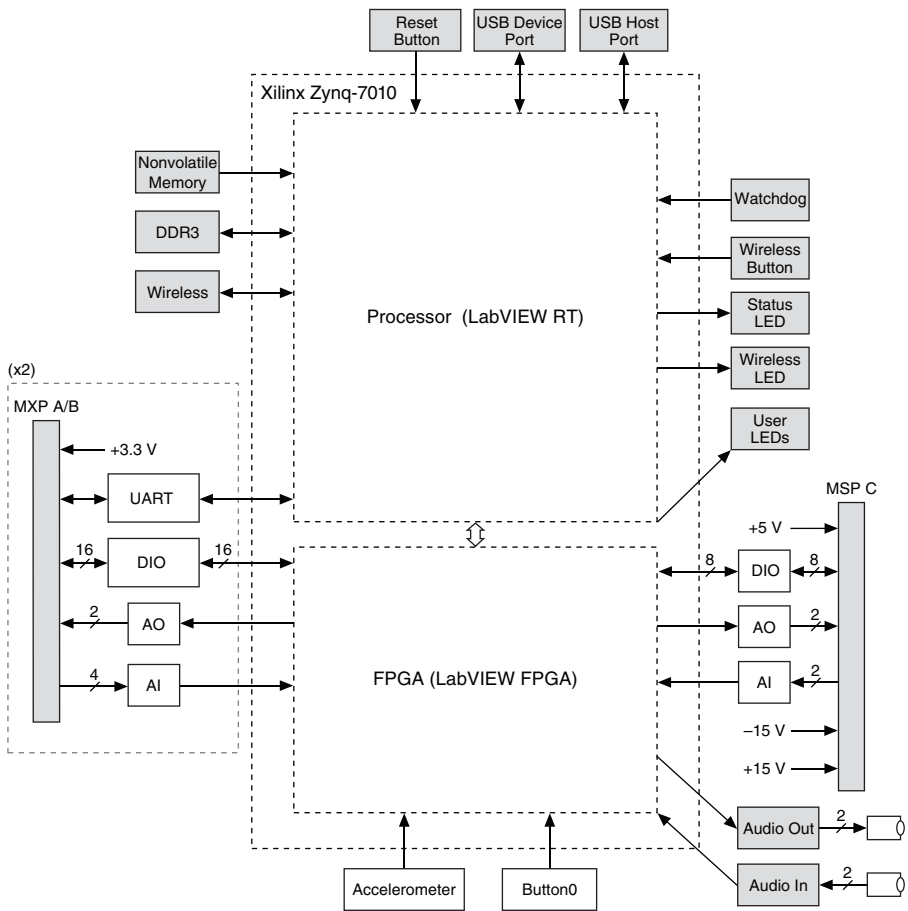 Reset
Button
USB Device
Port
USB Host
Port
Xilinx Zynq-7010
Nonvolatile
Memory
DDR3
Wireless
Processor (LabVIEW RT)
Watchdog
Wireless
Button
Status
LED
Wireless
LED
User
LEDs
(x2)
MXP A/B
+3.3 V
UART
16
DIO
16
2
AO
4
AI
FPGA (LabVIEW FPGA)
MSP C
+5 V
8
DIO
8
AO
2
AI
2
–15 V
+15 V
Audio Out
2
Audio In
2
Accelerometer
Button0